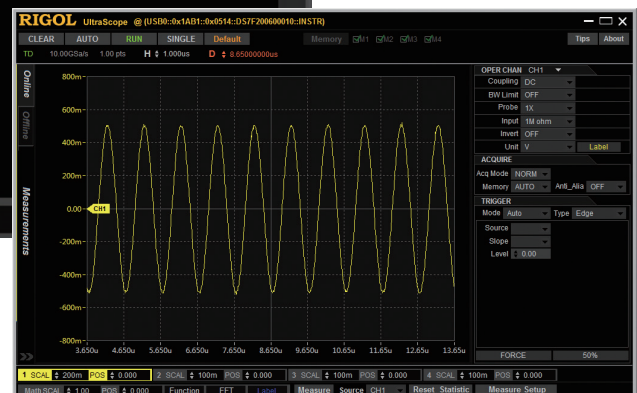 RIGOL UltraScope @ (USB0::0x1AB1::0x0514::DS7F200600010::INSTR)
CLEAR AUTO RUN SINGLE Default Memory M1 M2 M3 M4 Tips About
TD 10.00GSa/s 1.00 pts H 1.000us D 8.65000000us
Online
Offline
Measurements
800m
600m
400m
200m
0.00 CH1
-200m
-400m
-600m
-800m
3.650u 4.650u 5.650u 6.650u 7.650u 8.650u 9.650u 10.65u 11.65u 12.65u 13.65u
OPER CHAN CH1
Coupling DC
BW Limit OFF
Probe 1X
Input 1M ohm
Invert OFF
Unit V Label
ACQUIRE
Acq Mode NORM
Memory AUTO Anti_Alia OFF
TRIGGER
Mode Auto Type Edge
Source
Slope
Level 0.00
FORCE 50%
1 SCAL 200m POS 0.000 2 SCAL 100m POS 0.000 3 SCAL 100m POS 0.000 4 SCAL 100m POS 0.000
Math SCAL 1.00 POS 0.000 Function FFT Label Measure Source CH1 Reset Statistic Measure Setup